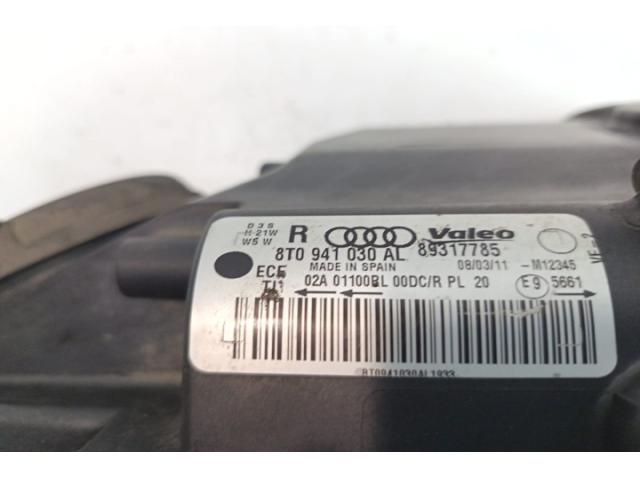 D3S
H-21W
W5W
R Valeo
8T0 941 030 AL 89317785
ECE MADE IN SPAIN 08/03/11 -M12345
02A 01100BL 00DC/R PL 20 E9 5661
8T0941030AL1933